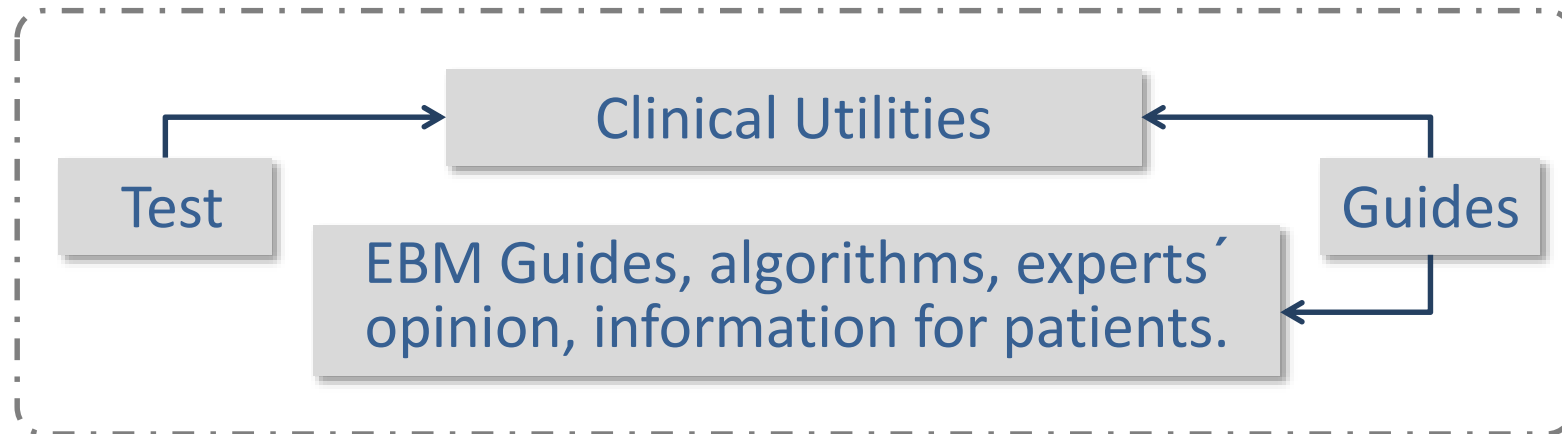 Clinical Utilities
Test
Guides
EBM Guides, algorithms, experts´
opinion, information for patients.